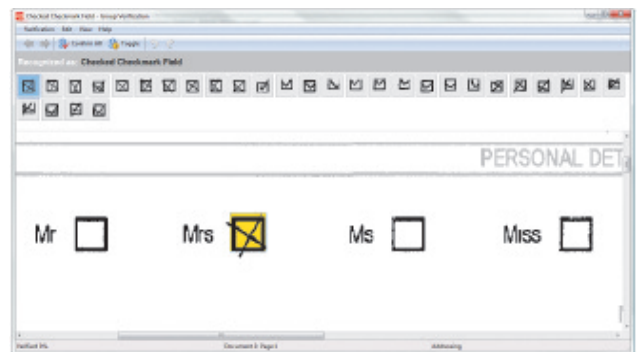 Checked Checkmark Field - Group Verification
Verification Edit View Help
Confirm All Toggle
Recognized as: Checked Checkmark Field
PERSONAL DET
Mr Mrs Ms Miss
Verified 0% Document 3: Page 1 Addressing